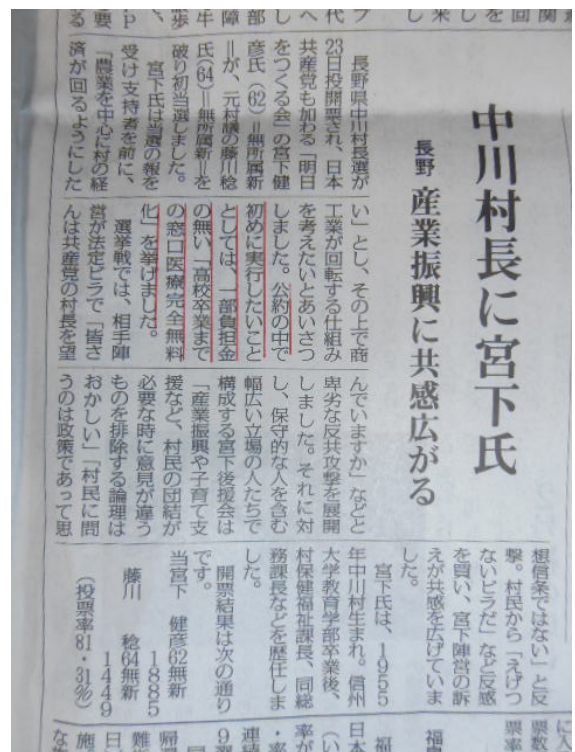 中川村長に宮下氏
長野 産業振興に共感広がる
長野県中川村長選が
23日投開票され、日本
共産党も加わる「明日
をつくる会」の宮下健
彦氏(62)=無所属新
=が、元村議の藤川稔
氏(64)=無所属新=を
破り初当選しました。
宮下氏は当選の報を
受け支持者を前に、
「農業を中心に村の経
済が回るようにした
い」とし、その上で商
工業が回転する仕組み
を考えたいとあいさつ
しました。公約の中で
初めに実行したいこと
としては、一部負担金
の無い「高校卒業まで
の窓口医療完全無料
化」を挙げました。
選挙戦では、相手陣
営が法定ビラで「皆さ
んは共産党の村長を望
んでいますか」などと
卑劣な反共攻撃を展開
しました。それに対
し、保守的な人を含む
幅広い立場の人たちで
構成する宮下後援会は
「産業振興や子育て支
援など、村民の団結が
必要な時に意見が違う
ものを排除する論理は
おかしい」「村民に問
うのは政策であって思
想信条ではない」と反
撃。村民から「えげつ
ないビラだ」など反感
を買い、宮下陣営の訴
えが共感を広げていま
した。
宮下氏は、1955
年中川村生まれ。信州
大学教育学部卒業後、
村保健福祉課長、同総
務課長などを歴任しま
した。
開票結果は次の通り
です。
当宮下 健彦62無新
1885
藤川 稔64無新
1449
(投票率81・31%)